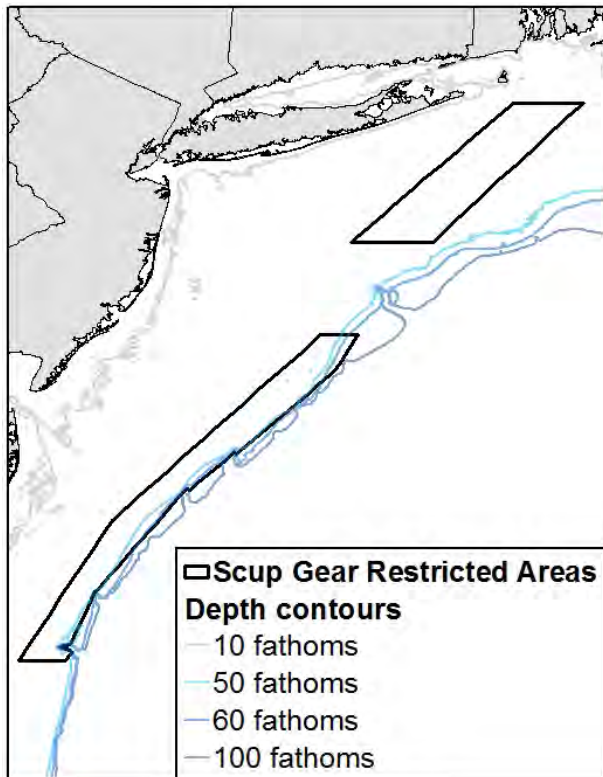 Scup Gear Restricted Areas
Depth contours
10 fathoms
50 fathoms
60 fathoms
100 fathoms